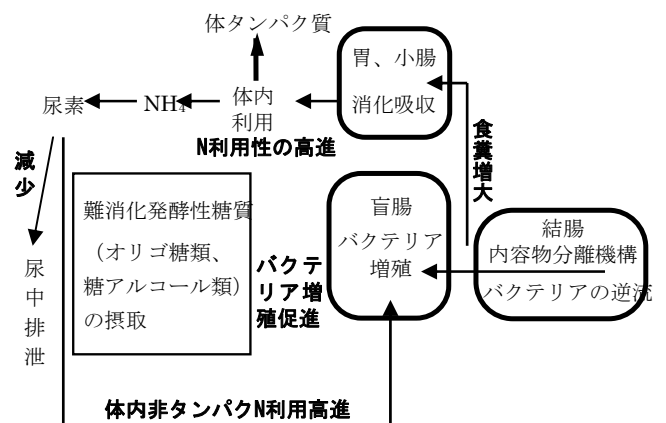 体タンパク質
胃、小腸
消化吸収
尿素
NH₄
体内
利用
N利用性の高進
減少
食糞増大
難消化発酵性糖質
（オリゴ糖類、
糖アルコール類）
の摂取
バクテ
リア増
殖促進
盲腸
バクテリア
増殖
結腸
内容物分離機構
バクテリアの逆流
尿中排泄
体内非タンパクN利用高進